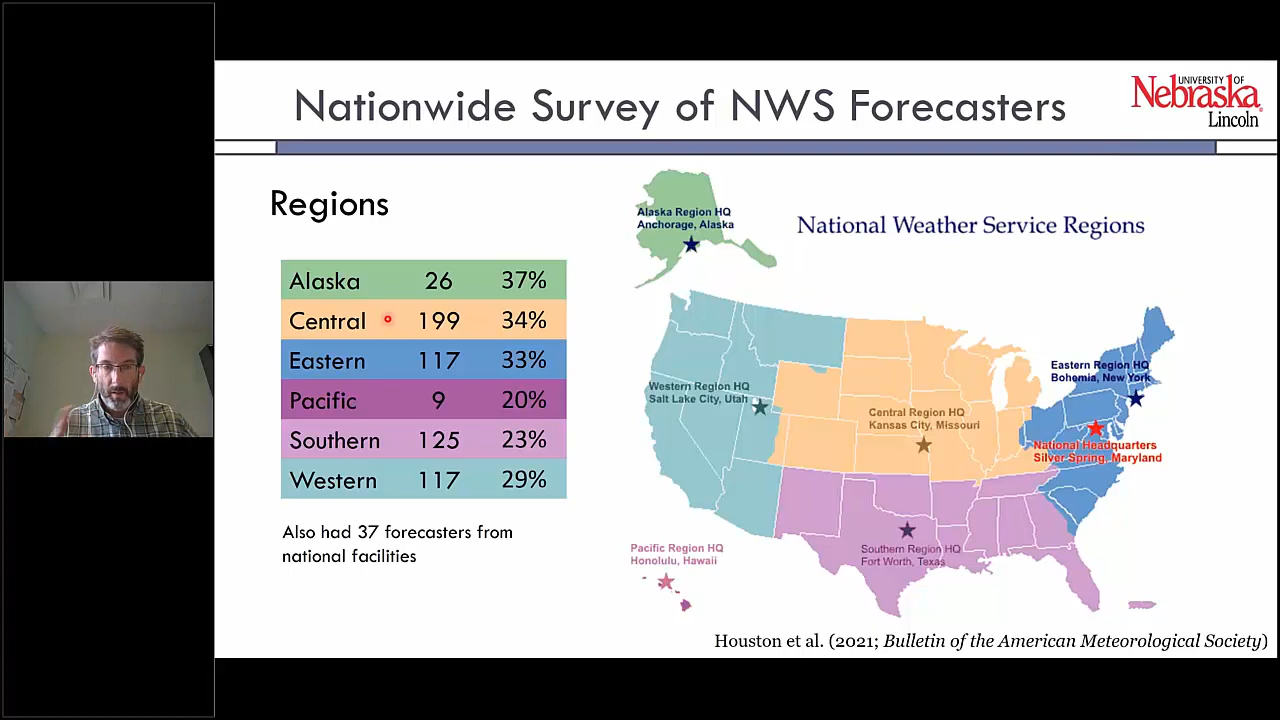 Nationwide Survey of NWS Forecasters
UNIVERSITY OF
Nebraska
Lincoln
Regions
Alaska 26 37%
Central 199 34%
Eastern 117 33%
Pacific 9 20%
Southern 125 23%
Western 117 29%
Also had 37 forecasters from
national facilities
National Weather Service Regions
Alaska Region HQ
Anchorage, Alaska
Western Region HQ
Salt Lake City, Utah
Central Region HQ
Kansas City, Missouri
Eastern Region HQ
Bohemia, New York
National Headquarters
Silver Spring, Maryland
Pacific Region HQ
Honolulu, Hawaii
Southern Region HQ
Fort Worth, Texas
Houston et al. (2021; Bulletin of the American Meteorological Society)